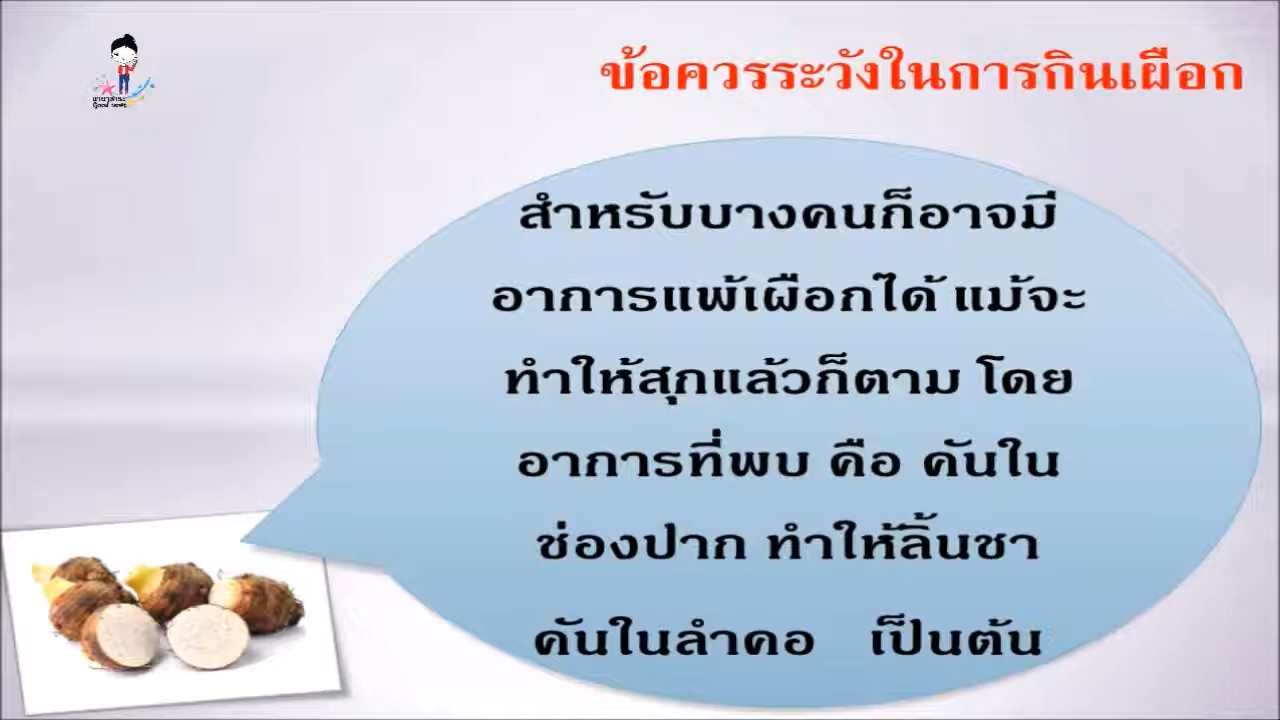 ข้อควรระวังในการกินเผือก
สำหรับบางคนก็อาจมี
อาการแพ้เผือกได้ แม้จะ
ทำให้สุกแล้วก็ตาม โดย
อาการที่พบ คือ คันใน
ช่องปาก ทำให้ลิ้นชา
คันในลำคอ เป็นต้น